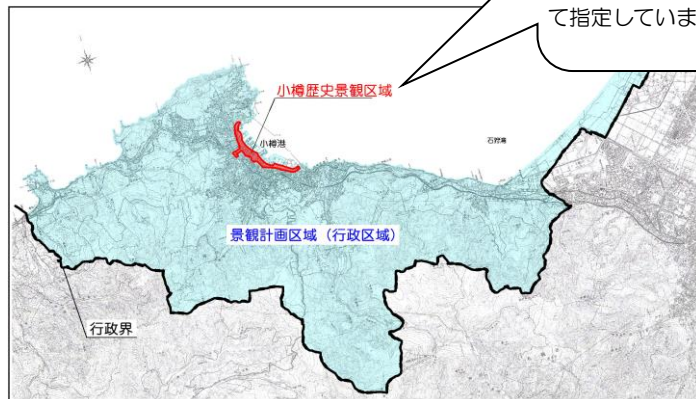 て指定していま
小樽歴史景観区域
小樽港
石狩湾
景観計画区域（行政区域）
行政界